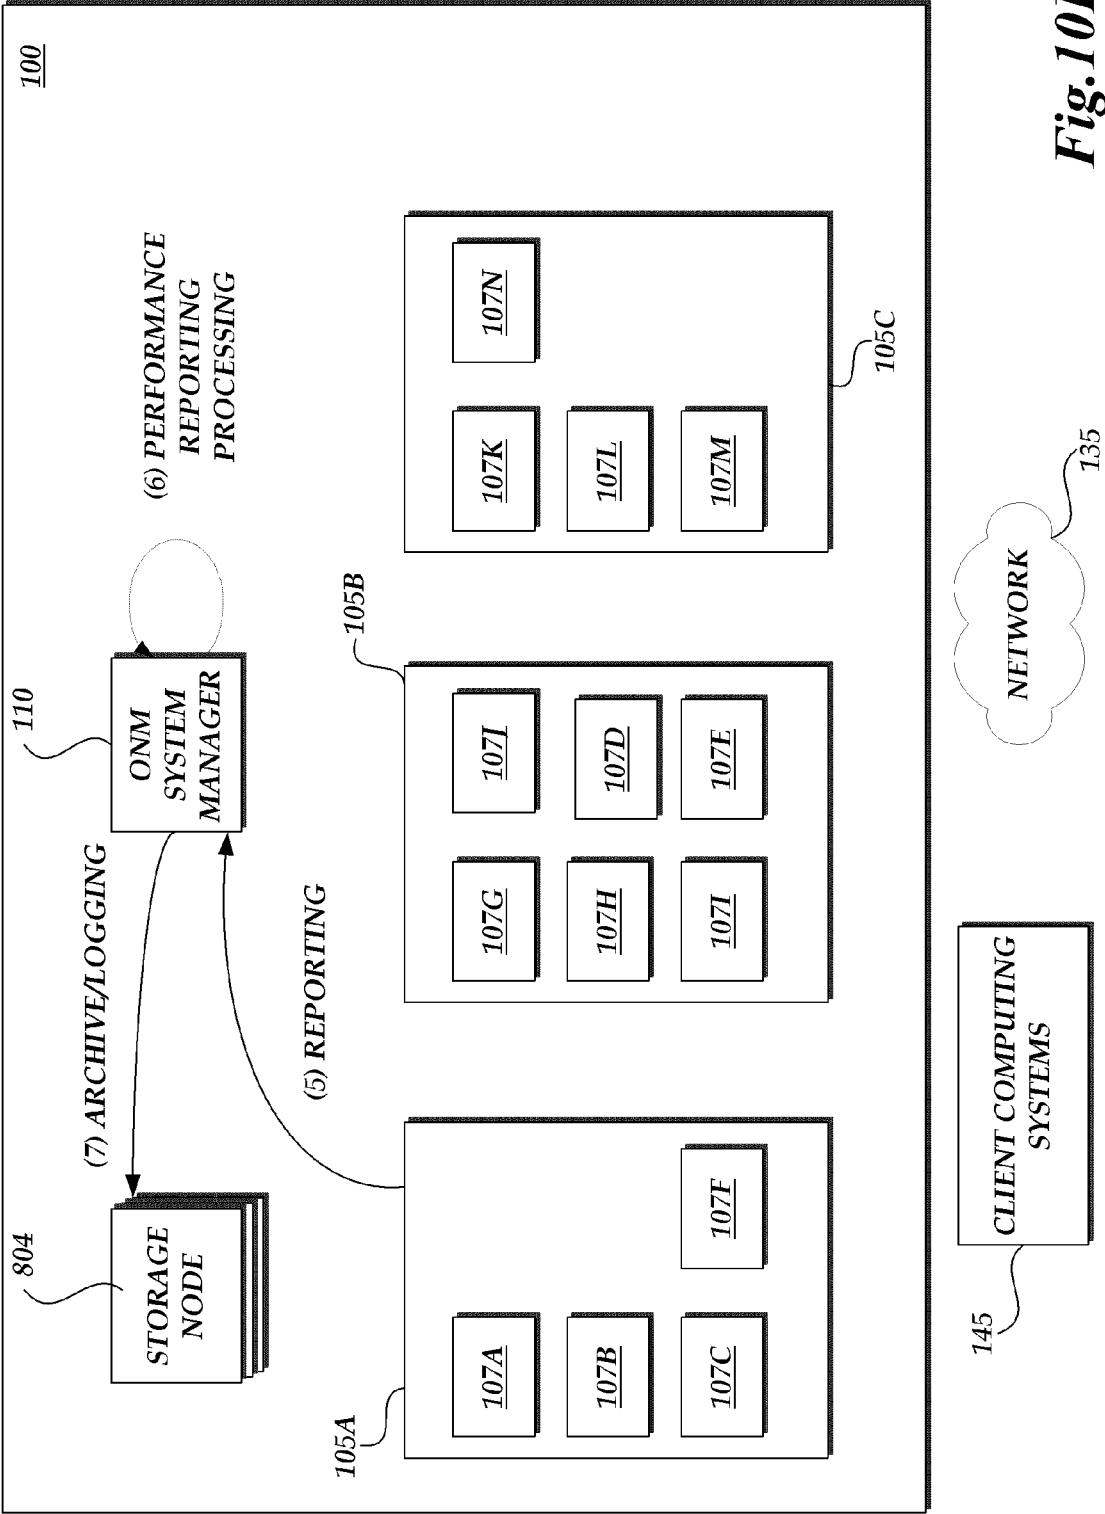 804
110
100
(7) ARCHIVE/LOGGING
STORAGE
NODE
ONM
SYSTEM
MANAGER
(6) PERFORMANCE
REPORTING
PROCESSING
(5) REPORTING
105A
105B
107A
107B
107C
107F
107G
107H
107I
107J
107D
107E
107K
107L
107M
107N
105C
145
CLIENT COMPUTING
SYSTEMS
NETWORK
135
Fig.10